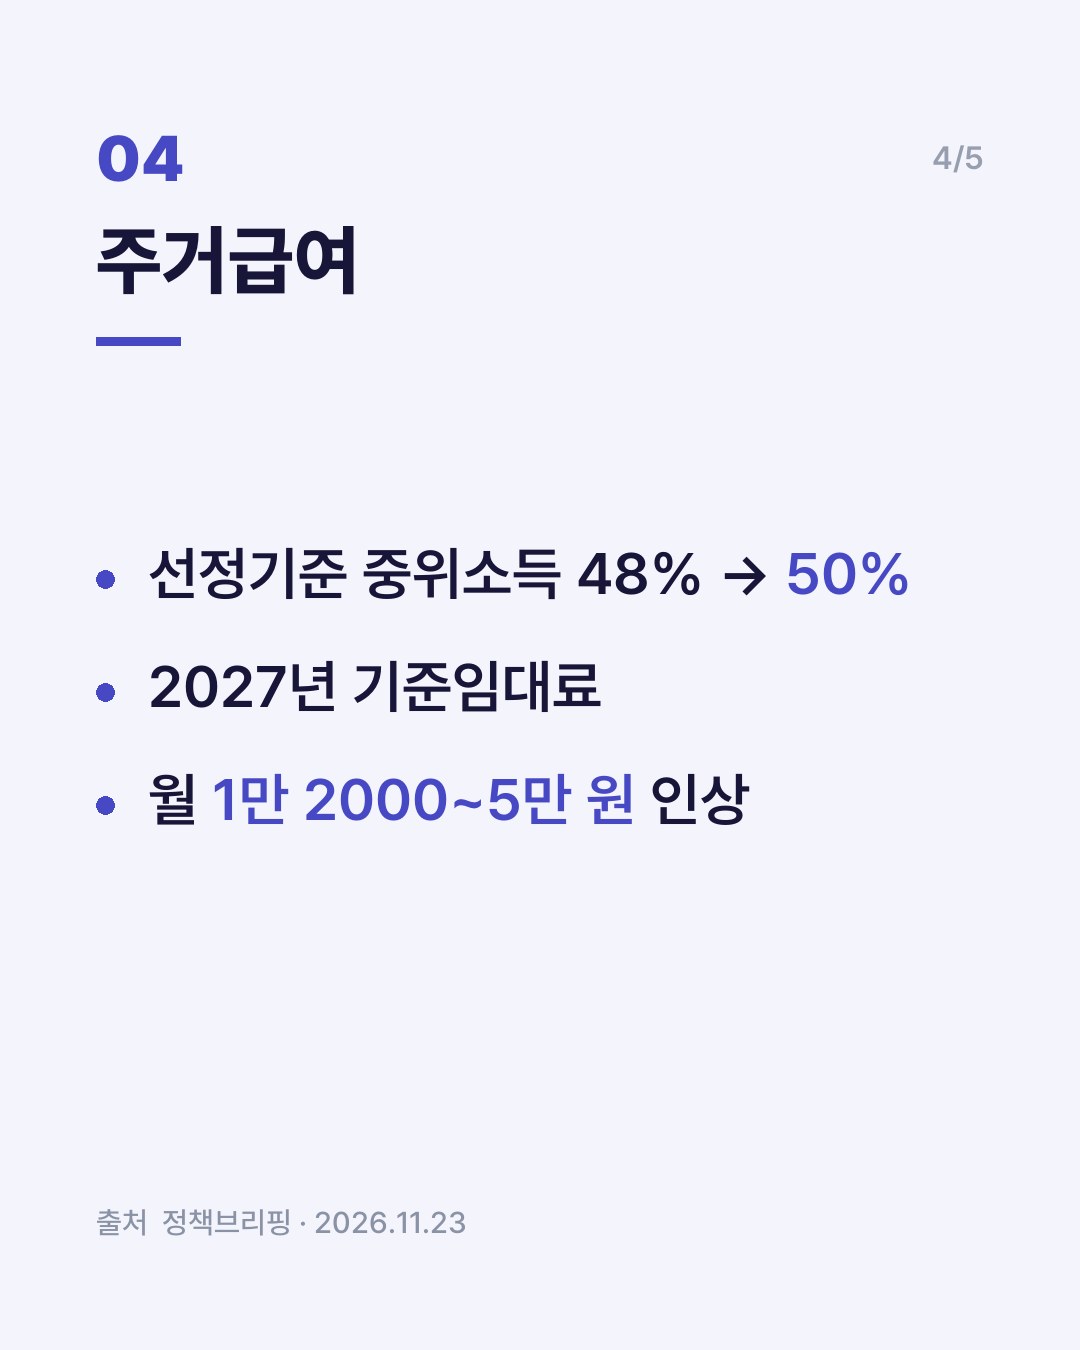 04
4/5
주거급여
• 선정기준 중위소득 48% → 50%
• 2027년 기준임대료
• 월 1만 2000~5만 원 인상
출처 정책브리핑 · 2026.11.23